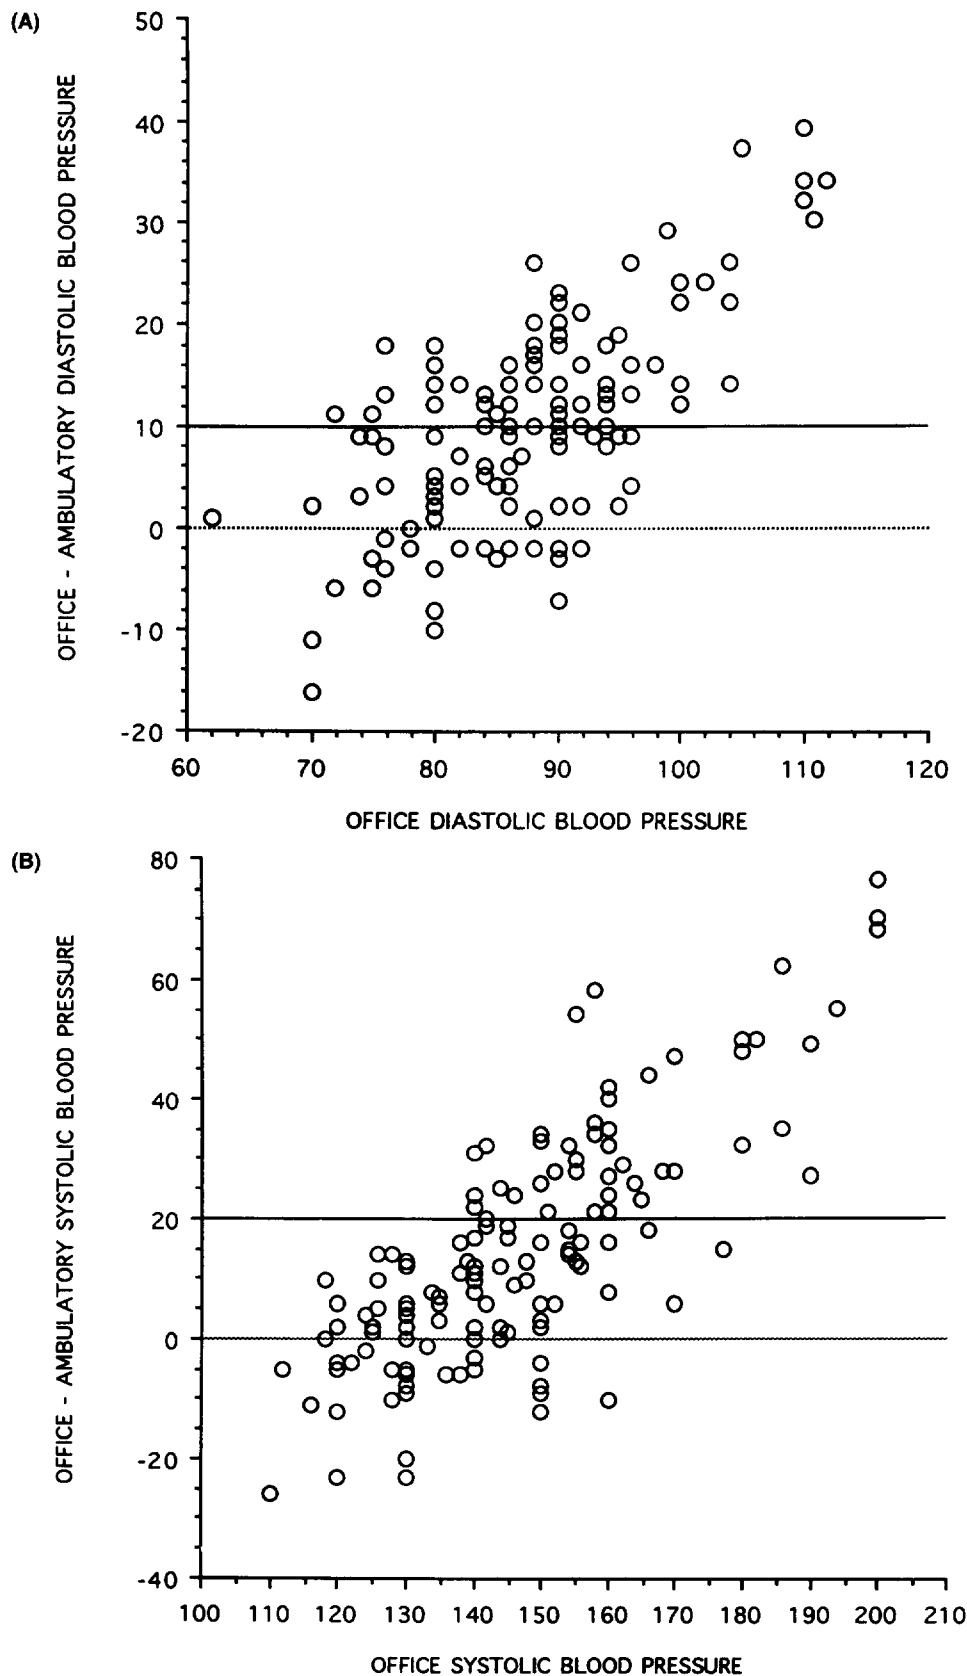 (A)
OFFICE - AMBULATORY DIASTOLIC BLOOD PRESSURE
50
40
30
20
10
0
-10
-20
60 70 80 90 100 110 120
OFFICE DIASTOLIC BLOOD PRESSURE
(B)
OFFICE - AMBULATORY SYSTOLIC BLOOD PRESSURE
80
60
40
20
0
-20
-40
100 110 120 130 140 150 160 170 180 190 200 210
OFFICE SYSTOLIC BLOOD PRESSURE